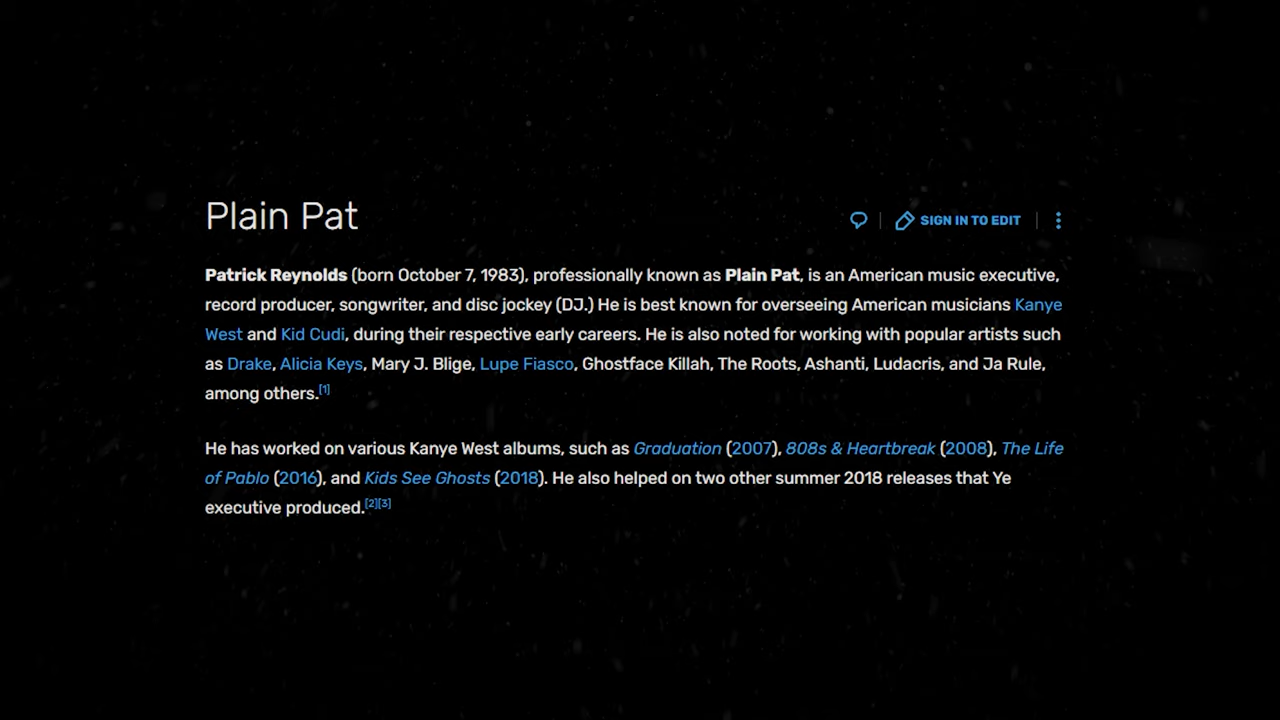 Plain Pat
SIGN IN TO EDIT
Patrick Reynolds (born October 7, 1983), professionally known as Plain Pat, is an American music executive,
record producer, songwriter, and disc jockey (DJ.) He is best known for overseeing American musicians Kanye
West and Kid Cudi, during their respective early careers. He is also noted for working with popular artists such
as Drake, Alicia Keys, Mary J. Blige, Lupe Fiasco, Ghostface Killah, The Roots, Ashanti, Ludacris, and Ja Rule,
among others.[1]
He has worked on various Kanye West albums, such as Graduation (2007), 808s & Heartbreak (2008), The Life
of Pablo (2016), and Kids See Ghosts (2018). He also helped on two other summer 2018 releases that Ye
executive produced.[2][3]